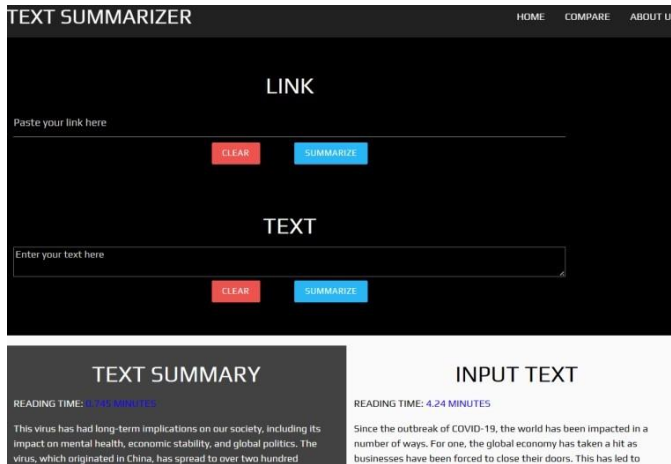 TEXT SUMMARIZER
HOME COMPARE ABOUT U
LINK
Paste your link here
CLEAR SUMMARIZE
TEXT
Enter your text here
CLEAR SUMMARIZE
TEXT SUMMARY
READING TIME: 0.745 MINUTES
This virus has had long-term implications on our society, including its
impact on mental health, economic stability, and global politics. The
virus, which originated in China, has spread to over two hundred
INPUT TEXT
READING TIME: 4.24 MINUTES
Since the outbreak of COVID-19, the world has been impacted in a
number of ways. For one, the global economy has taken a hit as
businesses have been forced to close their doors. This has led to